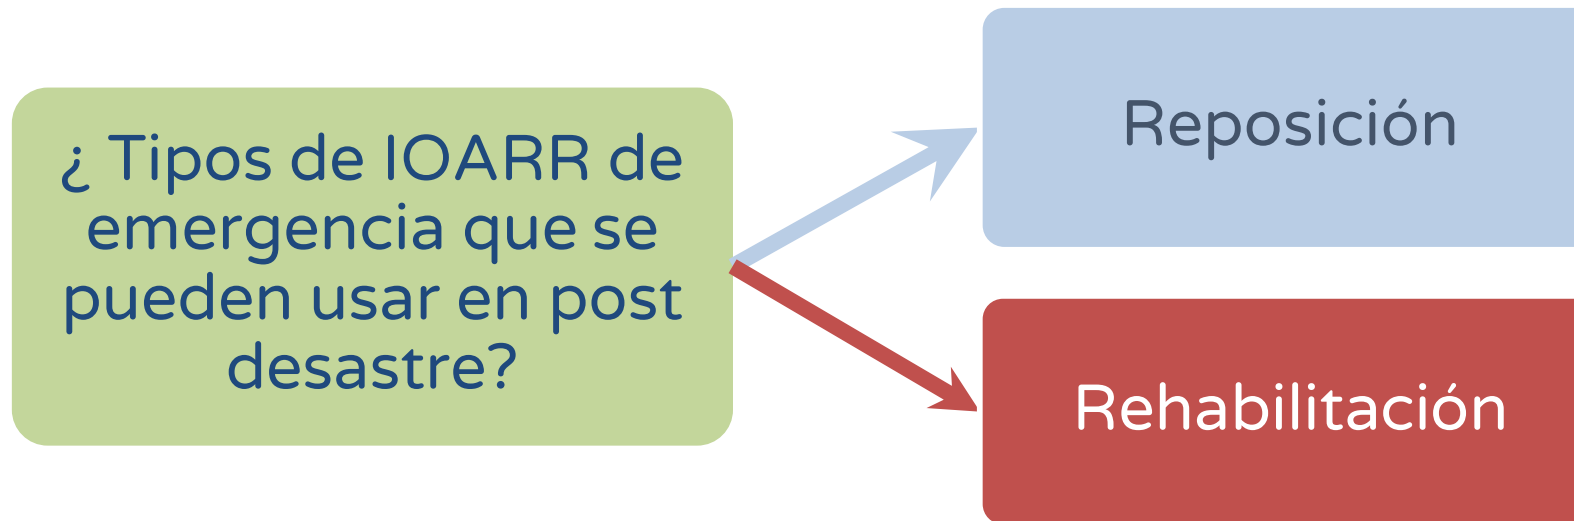 ¿ Tipos de IOARR de
emergencia que se
pueden usar en post
desastre?
Reposición
Rehabilitación